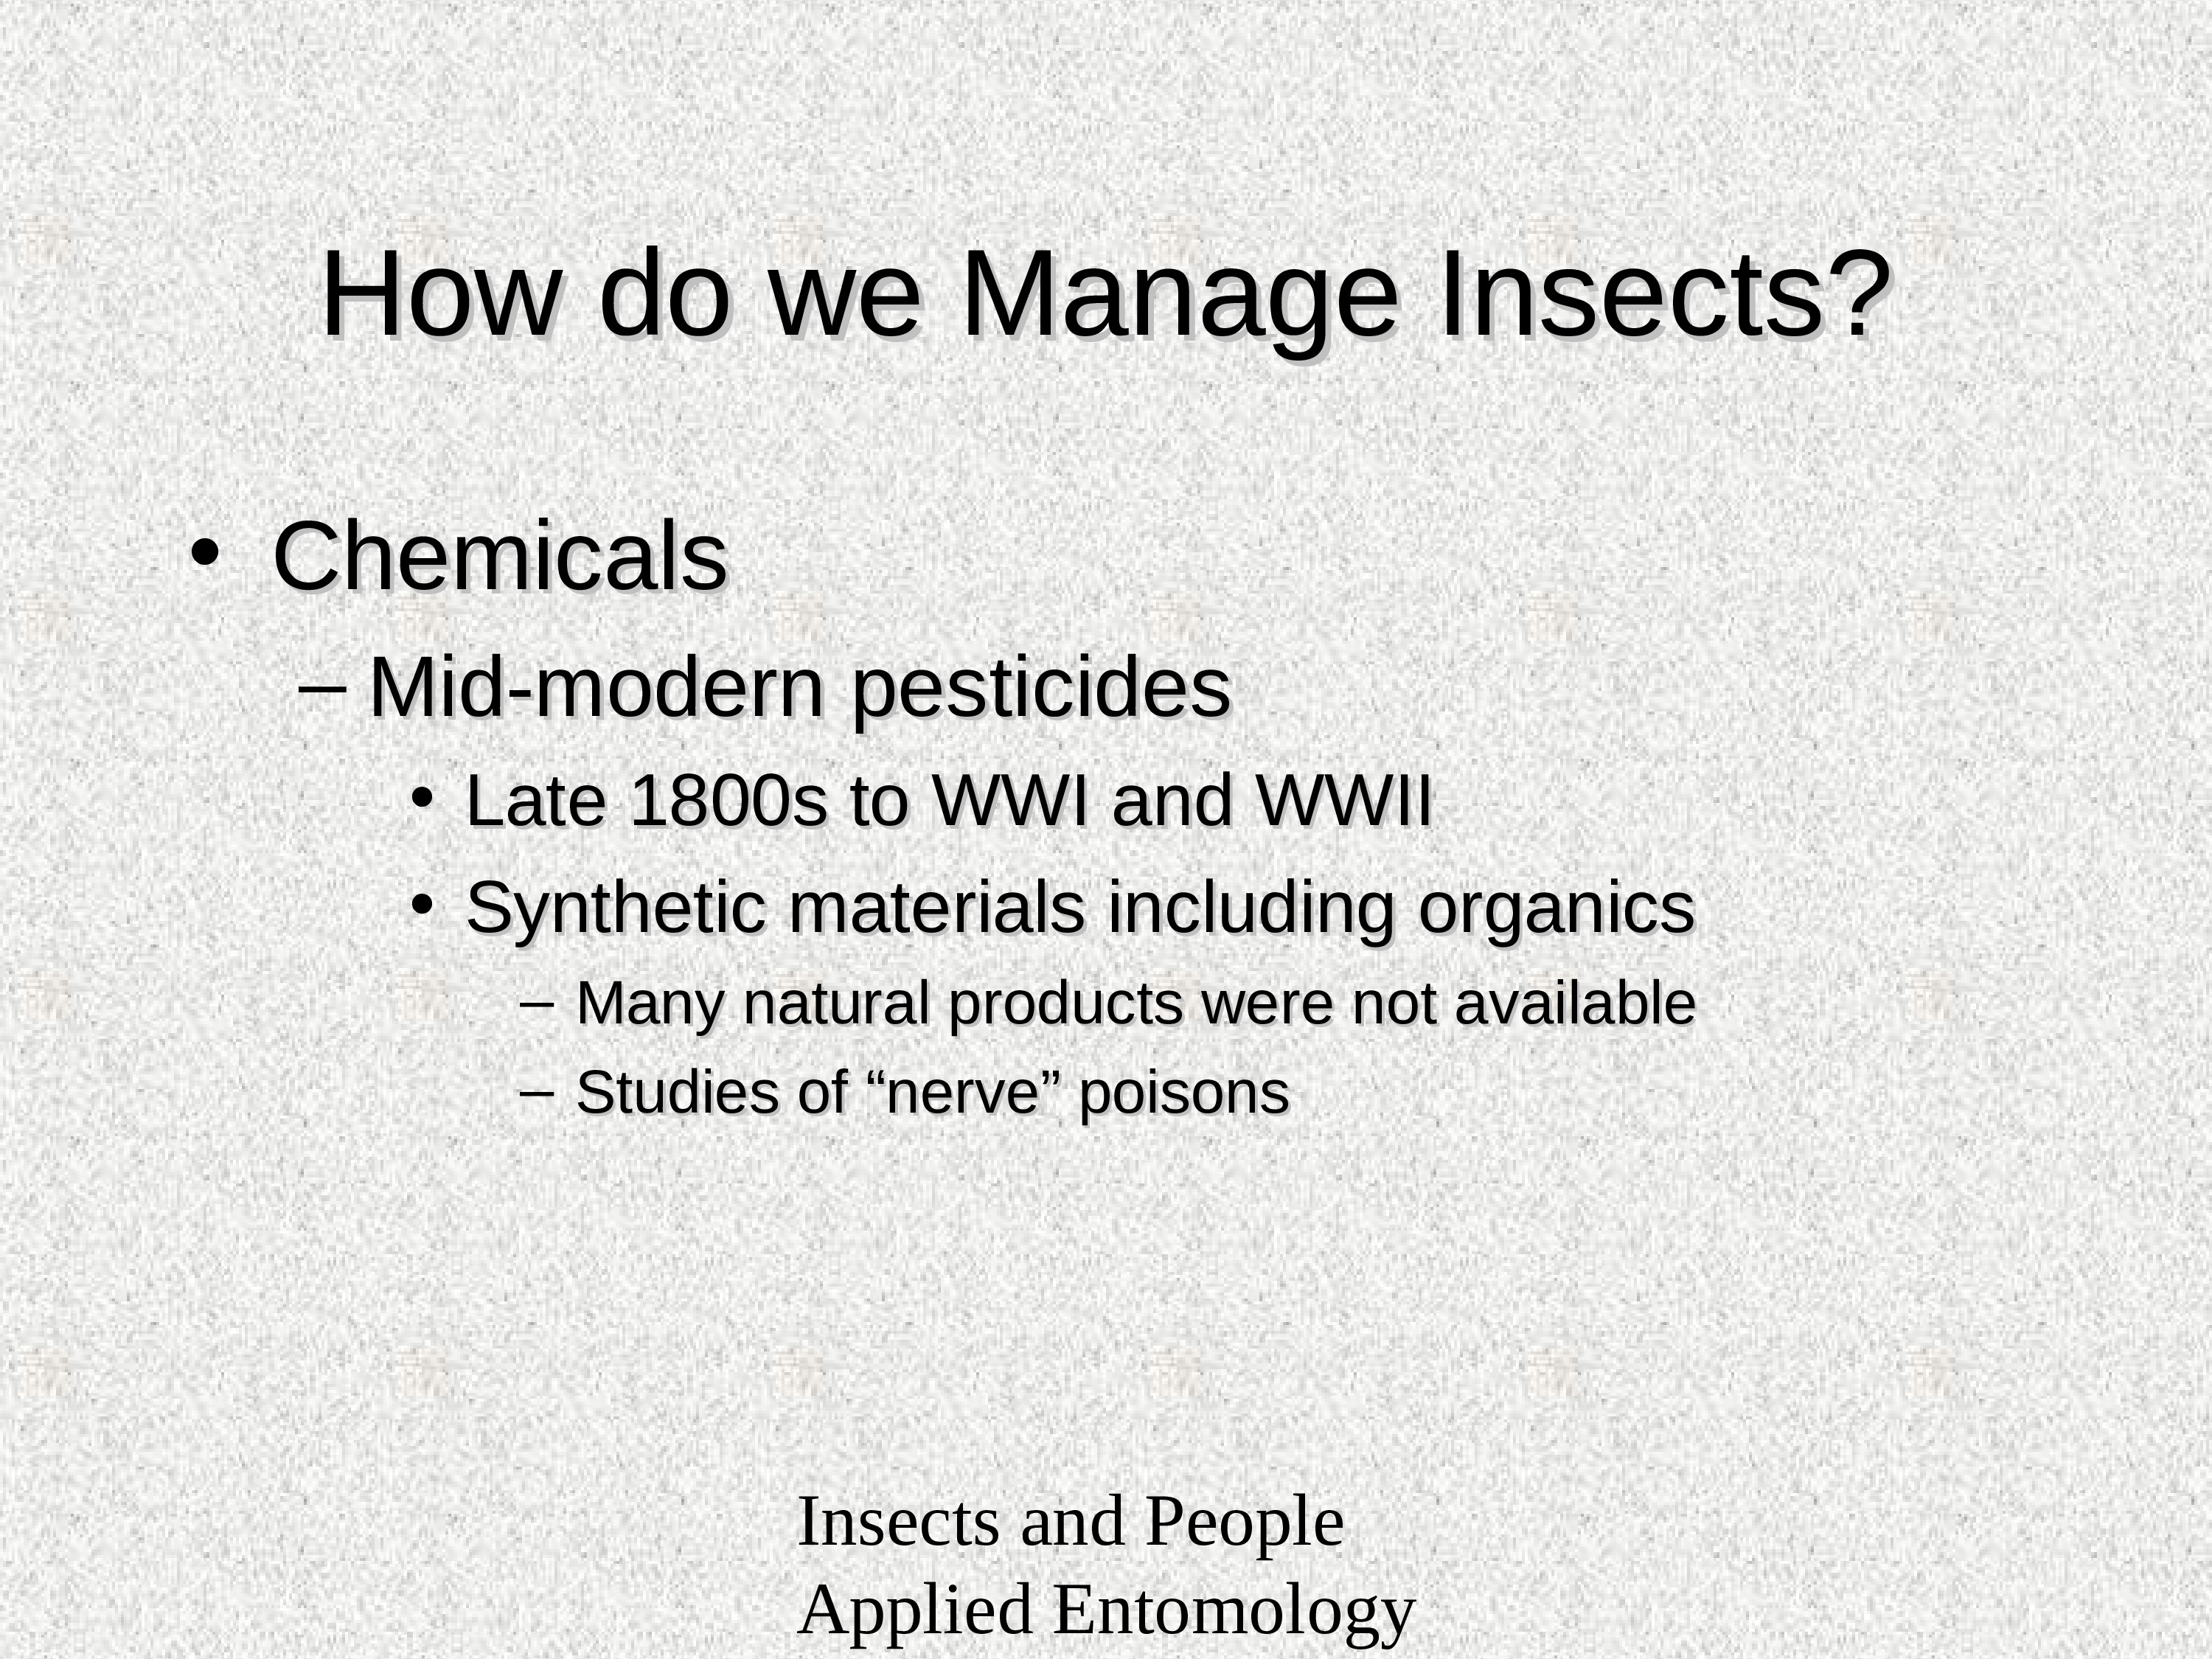 How do we Manage Insects?
• Chemicals
– Mid-modern pesticides
• Late 1800s to WWI and WWII
• Synthetic materials including organics
– Many natural products were not available
– Studies of “nerve” poisons
Insects and People
Applied Entomology